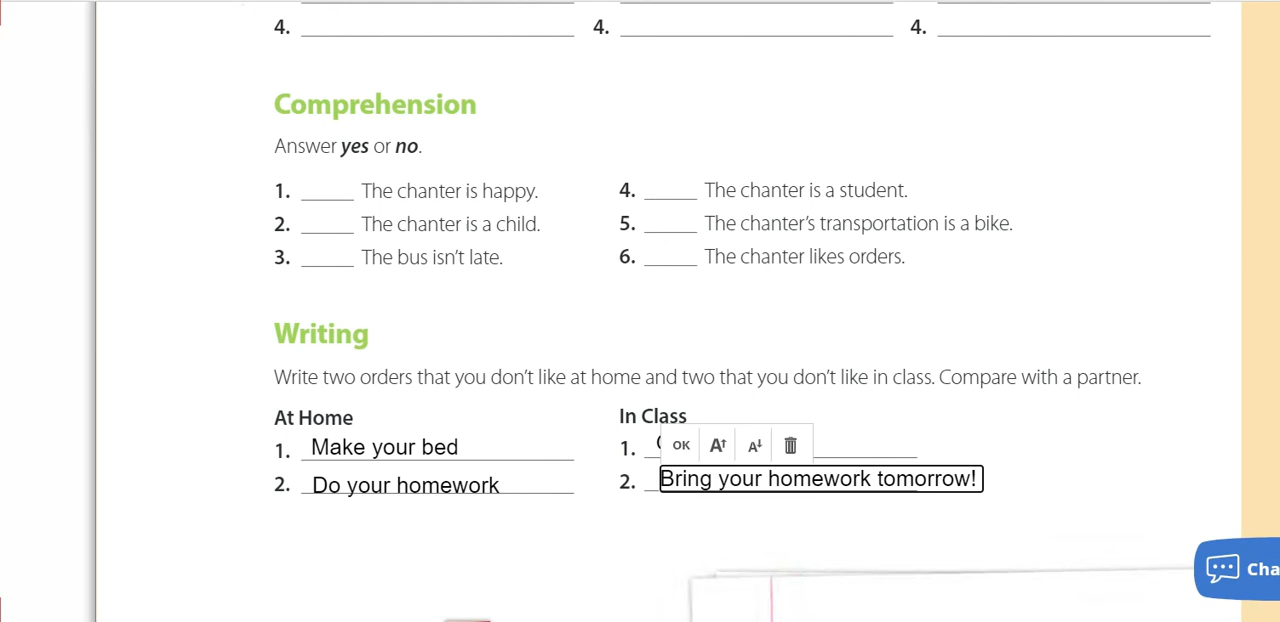 4. 4. 4.
Comprehension
Answer yes or no.
1. The chanter is happy. 4. The chanter is a student.
2. The chanter is a child. 5. The chanter's transportation is a bike.
3. The bus isn't late. 6. The chanter likes orders.
Writing
Write two orders that you don't like at home and two that you don't like in class. Compare with a partner.
At Home In Class
1. Make your bed 1. OK A A
2. Do your homework 2. Bring your homework tomorrow!